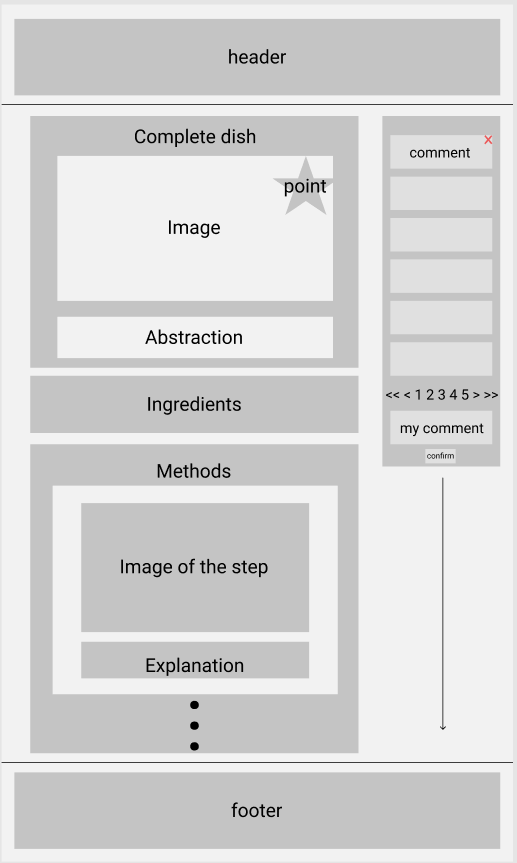 header
Complete dish
point
Image
Abstraction
Ingredients
Methods
Image of the step
Explanation
x
comment
<< < 1 2 3 4 5 > >>
my comment
confirm
footer